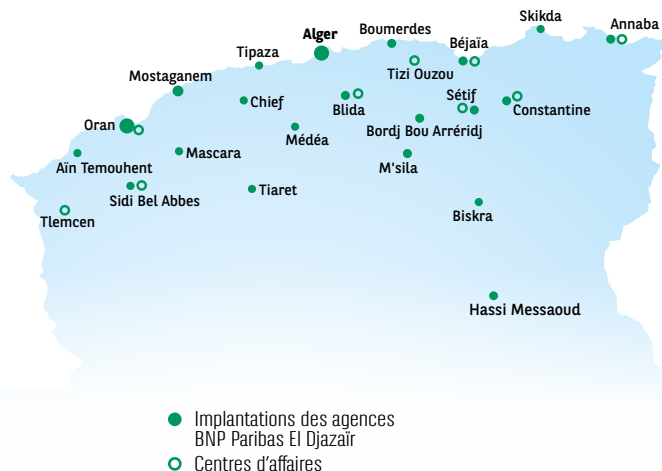 Skikda
Annaba
Alger
Boumerdes
Béjaïa
Tipaza
Tizi Ouzou
Mostaganem
Chief
Blida
Sétif
Constantine
Oran
Médéa
Bordj Bou Arréridj
Mascara
M'sila
Aïn Temouhent
Tiaret
Sidi Bel Abbes
Biskra
Tlemcen
Hassi Messaoud
Implantations des agences
BNP Paribas El Djazaïr
Centres d'affaires